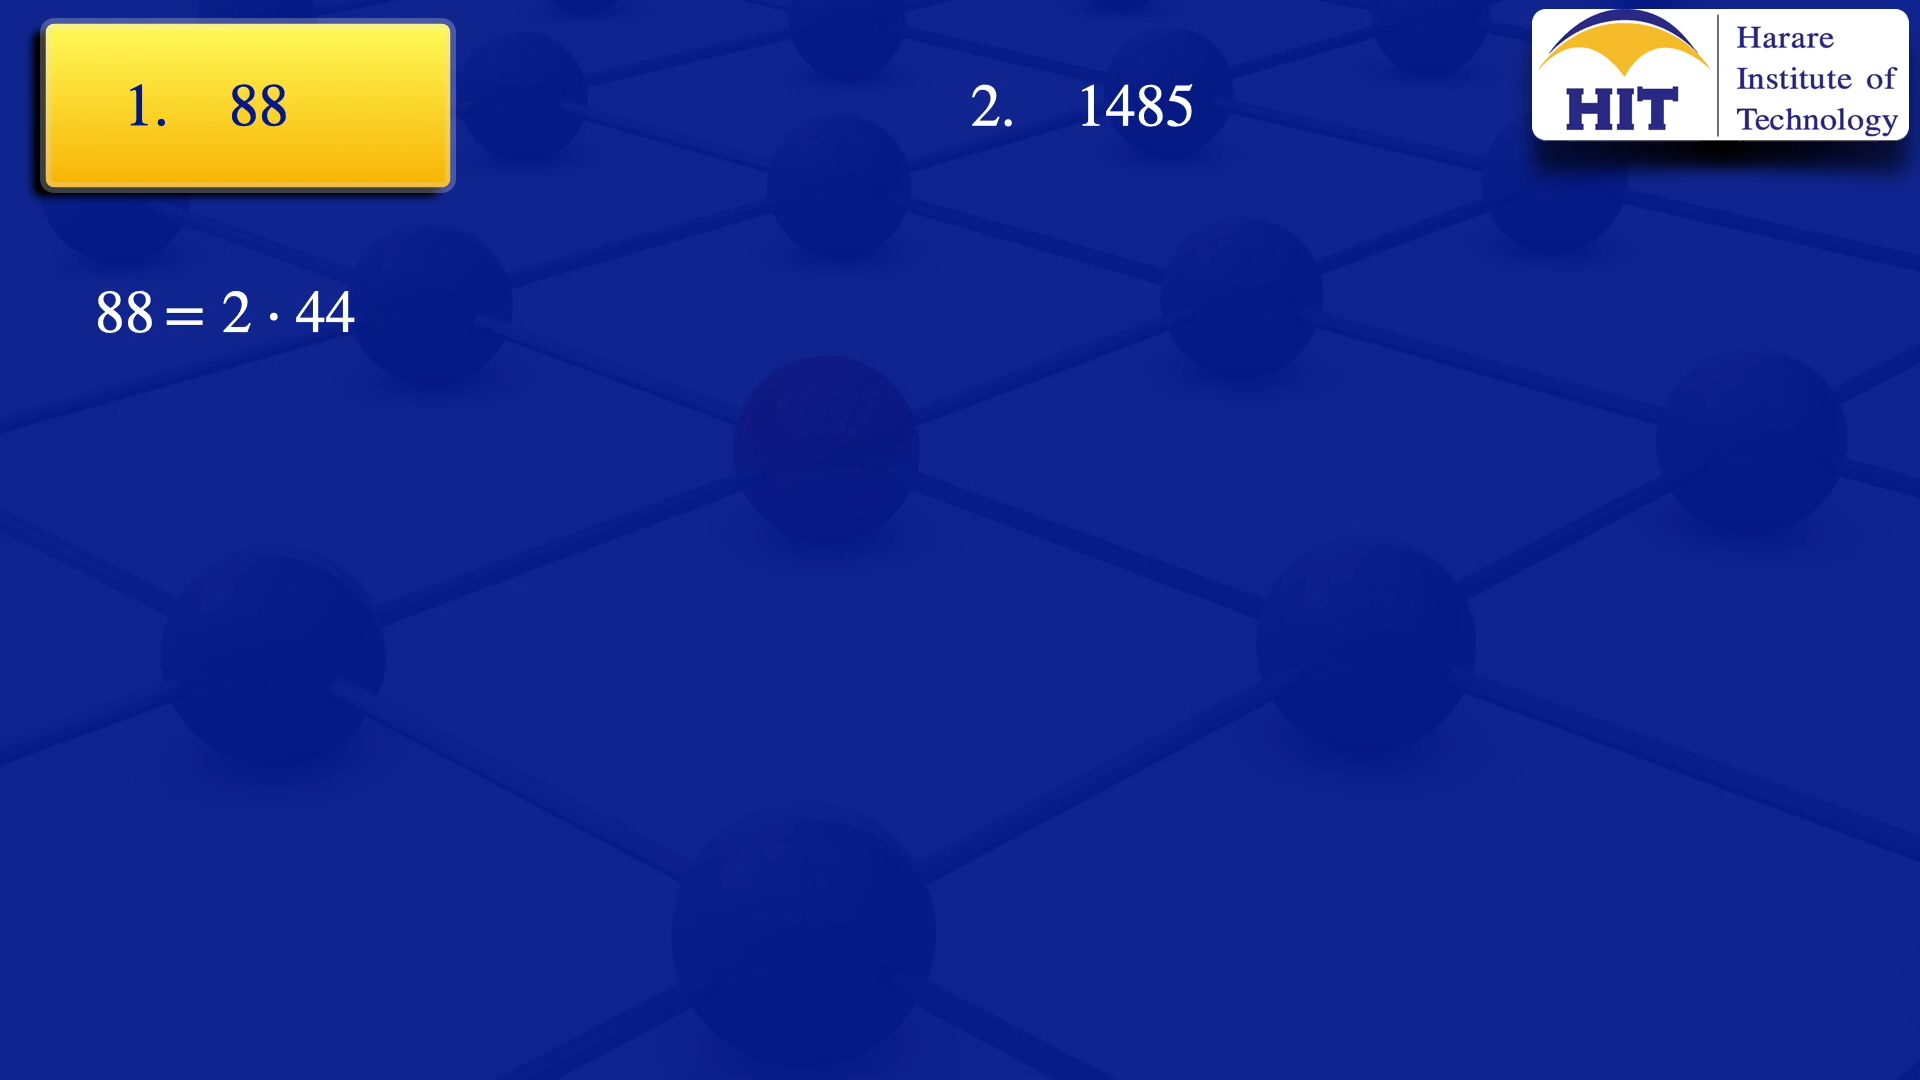 1. 88
2. 1485
HIT
Harare
Institute of
Technology
88 = 2 · 44